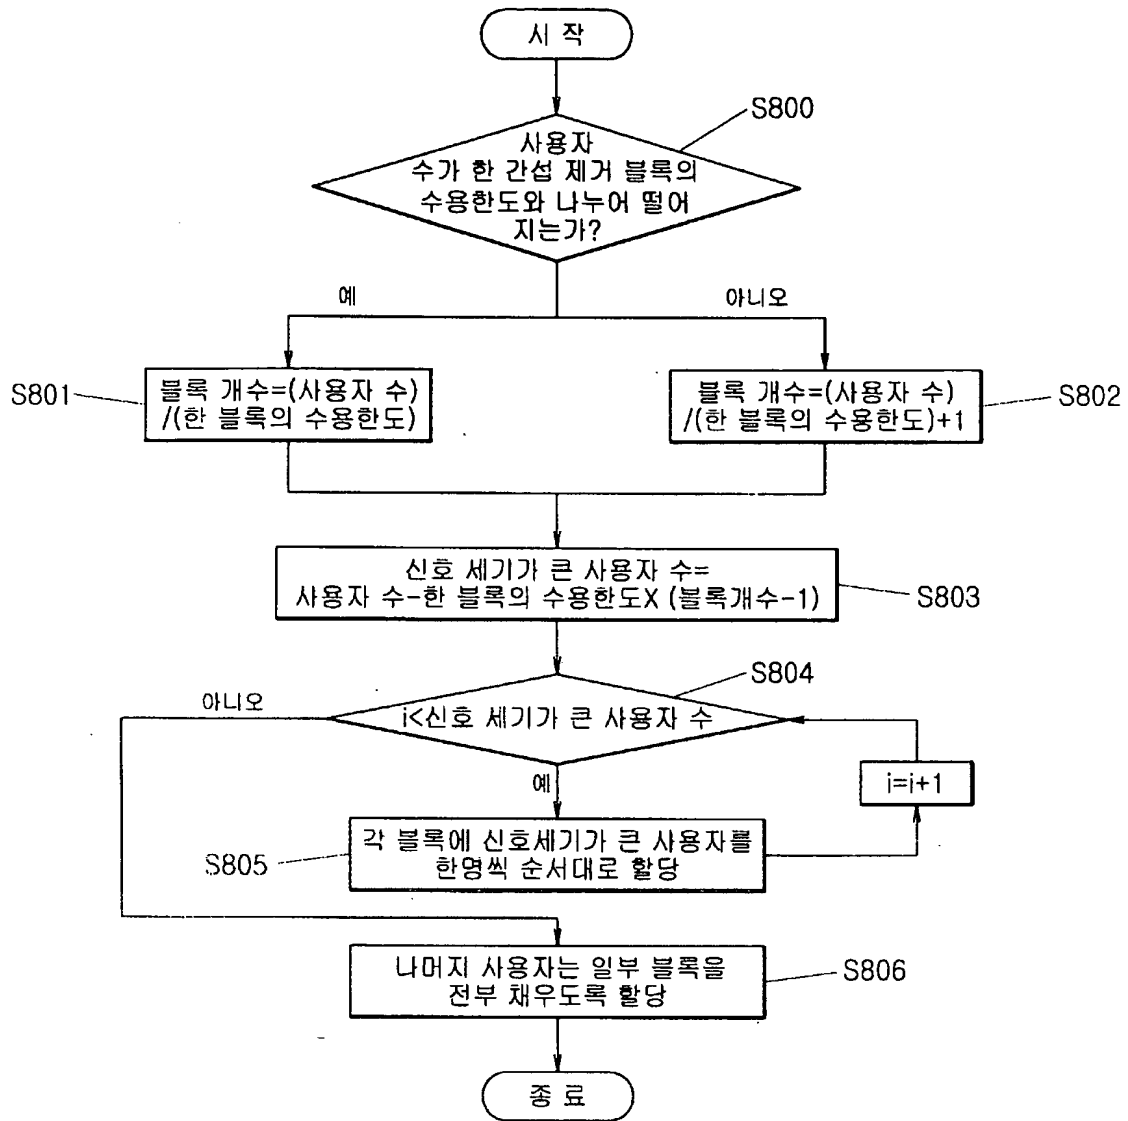 시 작
S800
사용자
수가 한 간섭 제거 블록의
수용한도와 나누어 떨어
지는가?
예
아니오
S801
블록 개수=(사용자 수)
/(한 블록의 수용한도)
블록 개수=(사용자 수)
/(한 블록의 수용한도)+1
S802
신호 세기가 큰 사용자 수=
사용자 수-한 블록의 수용한도X (블록개수-1)
S803
S804
아니오
i<신호 세기가 큰 사용자 수
예
i=i+1
각 블록에 신호세기가 큰 사용자를
한명씩 순서대로 할당
S805
나머지 사용자는 일부 블록을
전부 채우도록 할당
S806
종 료